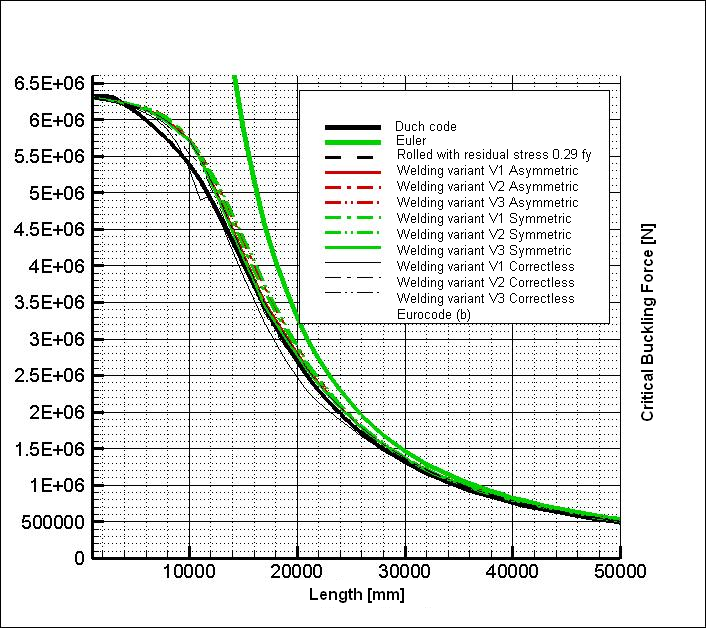 6.5E+06
6E+06
5.5E+06
5E+06
4.5E+06
4E+06
3.5E+06
3E+06
2.5E+06
2E+06
1.5E+06
1E+06
500000
0
Duch code
Euler
Rolled with residual stress 0.29 fy
Welding variant V1 Asymmetric
Welding variant V2 Asymmetric
Welding variant V3 Asymmetric
Welding variant V1 Symmetric
Welding variant V2 Symmetric
Welding variant V3 Symmetric
Welding variant V1 Correctless
Welding variant V2 Correctless
Welding variant V3 Correctless
Eurocode (b)
Critical Buckling Force [N]
10000 20000 30000 40000 50000
Length [mm]